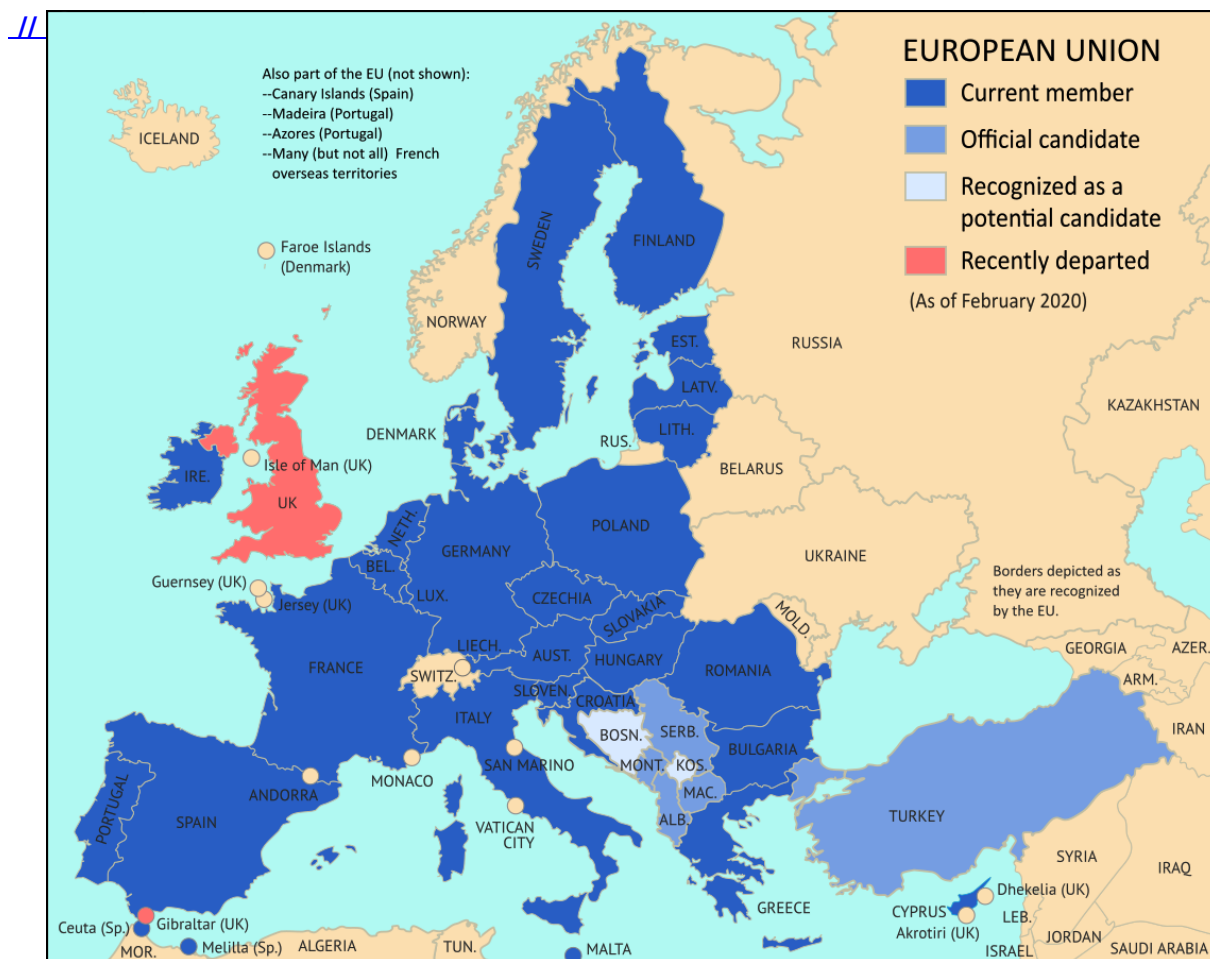 //
EUROPEAN UNION
Current member
Official candidate
Recognized as a
potential candidate
Recently departed
(As of February 2020)
Also part of the EU (not shown):
--Canary Islands (Spain)
--Madeira (Portugal)
--Azores (Portugal)
--Many (but not all) French
overseas territories
ICELAND
Faroe Islands
(Denmark)
SWEDEN
FINLAND
NORWAY
RUSSIA
EST.
LATV.
LITH.
KAZAKHSTAN
DENMARK
RUS.
BELARUS
Isle of Man (UK)
IRE.
UK
NETH.
POLAND
GERMANY
UKRAINE
BEL.
Guernsey (UK)
Jersey (UK)
LUX.
CZECHIA
SLOVAKIA
MOLD.
Borders depicted as
they are recognized
by the EU.
LIECH.
AUST.
HUNGARY
FRANCE
SWITZ.
ROMANIA
GEORGIA
AZER.
ARM.
SLOVEN.
CROATIA
ITALY
BOSN.
SERB.
IRAN
BULGARIA
SAN MARINO
MONT.
KOS.
MONACO
ANDORRA
MAC.
PORTUGAL
SPAIN
ALB.
TURKEY
VATICAN
CITY
SYRIA
IRAQ
Dhekelia (UK)
GREECE
CYPRUS
LEB.
Ceuta (Sp.)
Gibraltar (UK)
Akrotiri (UK)
JORDAN
MOR.
Melilla (Sp.)
ALGERIA
TUN.
MALTA
ISRAEL
SAUDI ARABIA